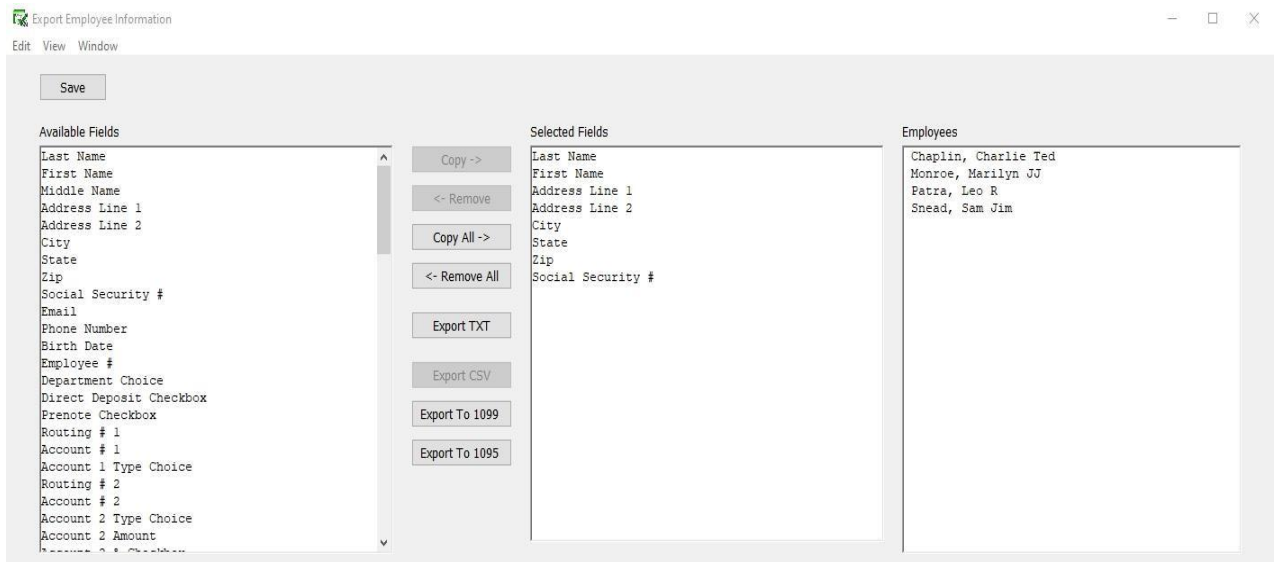 Export Employee Information
Edit View Window
Save
Available Fields
Last Name
First Name
Middle Name
Address Line 1
Address Line 2
City
State
Zip
Social Security #
Email
Phone Number
Birth Date
Employee #
Department Choice
Direct Deposit Checkbox
Prenote Checkbox
Routing # 1
Account # 1
Account 1 Type Choice
Routing # 2
Account # 2
Account 2 Type Choice
Account 2 Amount
Copy ->
<- Remove
Copy All ->
<- Remove All
Export TXT
Export CSV
Export To 1099
Export To 1095
Selected Fields
Last Name
First Name
Address Line 1
Address Line 2
City
State
Zip
Social Security #
Employees
Chaplin, Charlie Ted
Monroe, Marilyn JJ
Patra, Leo R
Snead, Sam Jim